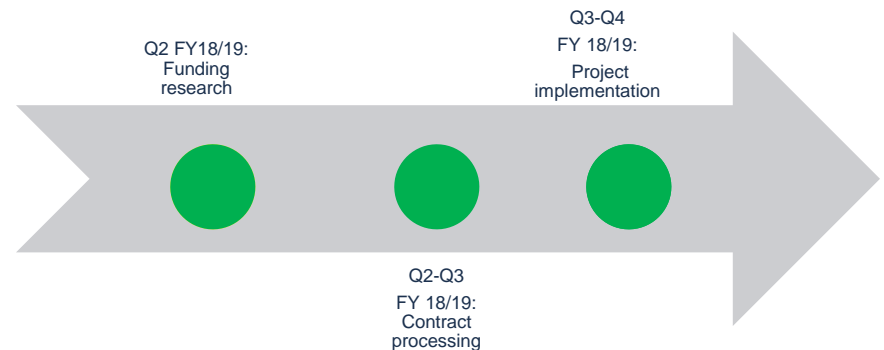 Q2 FY18/19:
Funding
research
Q2-Q3
FY 18/19:
Contract
processing
Q3-Q4
FY 18/19:
Project
implementation